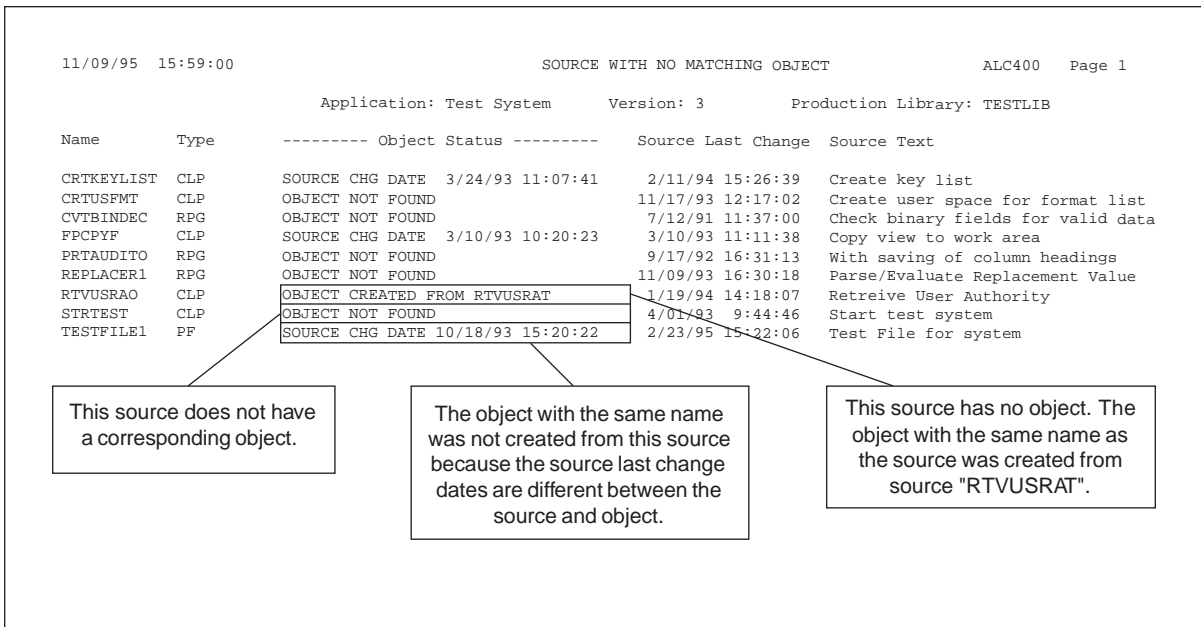 11/09/95 15:59:00 SOURCE WITH NO MATCHING OBJECT ALC400 Page 1
Application: Test System Version: 3 Production Library: TESTLIB
Name Type --------- Object Status --------- Source Last Change Source Text
CRTKEYLIST CLP SOURCE CHG DATE 3/24/93 11:07:41 2/11/94 15:26:39 Create key list
CRTUSFMT CLP OBJECT NOT FOUND 11/17/93 12:17:02 Create user space for format list
CVTBINDEC RPG OBJECT NOT FOUND 7/12/91 11:37:00 Check binary fields for valid data
FPCPYF CLP SOURCE CHG DATE 3/10/93 10:20:23 3/10/93 11:11:38 Copy view to work area
PRTAUDITO RPG OBJECT NOT FOUND 9/17/92 16:31:13 With saving of column headings
REPLACER1 RPG OBJECT NOT FOUND 11/09/93 16:30:18 Parse/Evaluate Replacement Value
RTVUSRAO CLP OBJECT CREATED FROM RTVUSRAT 1/19/94 14:18:07 Retreive User Authority
STRTEST CLP OBJECT NOT FOUND 4/01/93 9:44:46 Start test system
TESTFILE1 PF SOURCE CHG DATE 10/18/93 15:20:22 2/23/95 15:22:06 Test File for system
This source does not have
a corresponding object.
The object with the same name
was not created from this source
because the source last change
dates are different between the
source and object.
This source has no object. The
object with the same name as
the source was created from
source "RTVUSRAT".